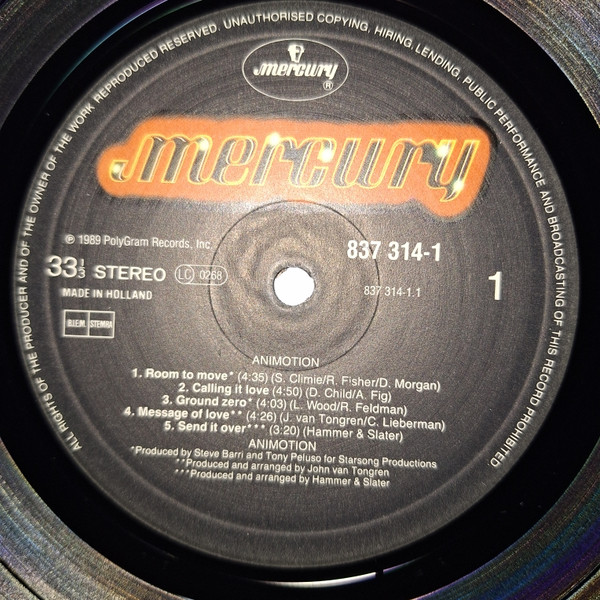 ALL RIGHTS OF THE PRODUCER AND OF THE OWNER OF THE WORK REPRODUCED RESERVED. UNAUTHORISED COPYING, HIRING, LENDING, PUBLIC PERFORMANCE AND BROADCASTING OF THIS RECORD PROHIBITED.
mercury
®
mercury
℗ 1989 PolyGram Records, Inc.
837 314-1
33⅓ STEREO
LC 0268
837 314-1.1
1
MADE IN HOLLAND
B.I.E.M. STEMRA
ANIMOTION
1. Room to move* (4:35) (S. Climie/R. Fisher/D. Morgan)
2. Calling it love (4:50) (D. Child/A. Fig)
3. Ground zero* (4:03) (L. Wood/R. Feldman)
4. Message of love** (4:26) (J. van Tongren/C. Lieberman)
5. Send it over*** (3:20) (Hammer & Slater)
ANIMOTION
*Produced by Steve Barri and Tony Peluso for Starsong Productions
**Produced and arranged by John van Tongren
***Produced and arranged by Hammer & Slater